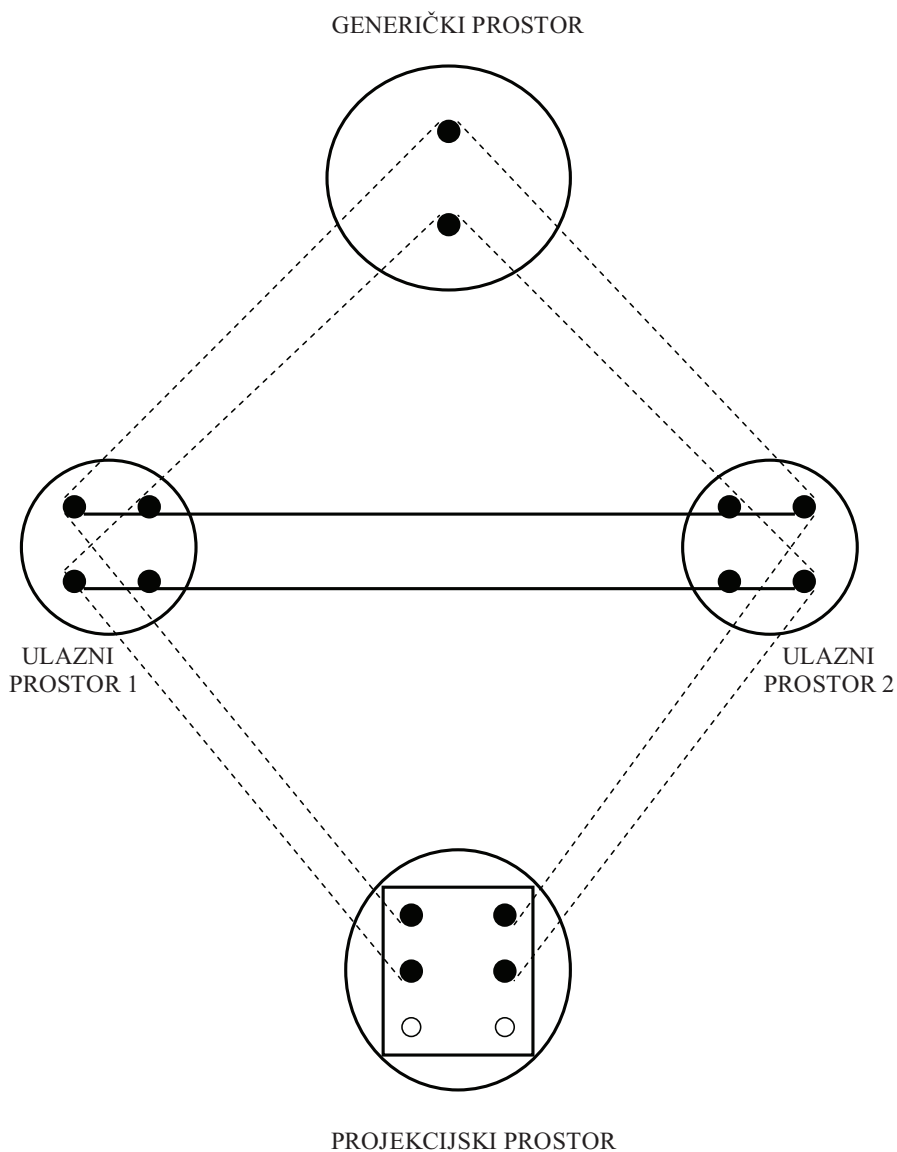 GENERIČKI PROSTOR
ULAZNI
PROSTOR 1
ULAZNI
PROSTOR 2
PROJEKCIJSKI PROSTOR